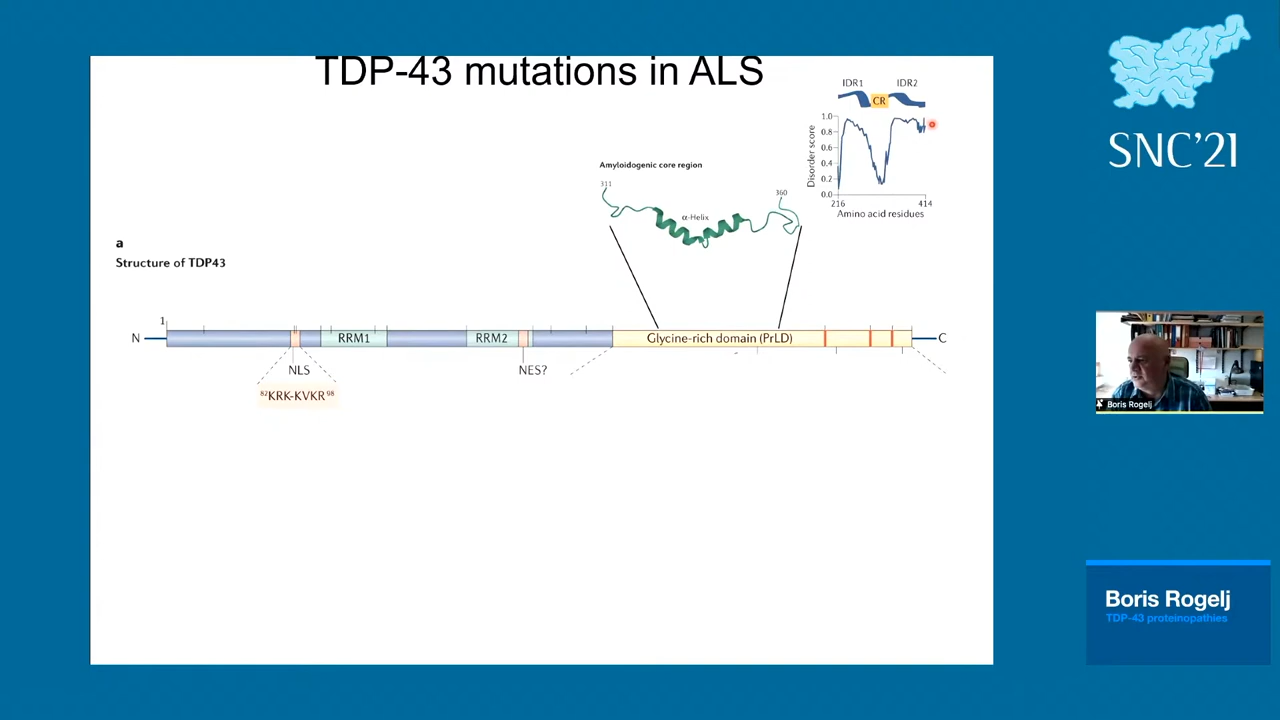 TDP-43 mutations in ALS
IDR1
IDR2
CR
1.0
0.8
0.6
0.4
0.2
0.0
Disorder score
216
414
Amino acid residues
Amyloidogenic core region
311
360
α-Helix
a
Structure of TDP43
1
N
RRM1
RRM2
Glycine-rich domain (PrLD)
C
NLS
NES?
⁸²KRK-KVKR⁹⁸
SNC'21
Boris Rogelj
Boris Rogelj
TDP-43 proteinopathies